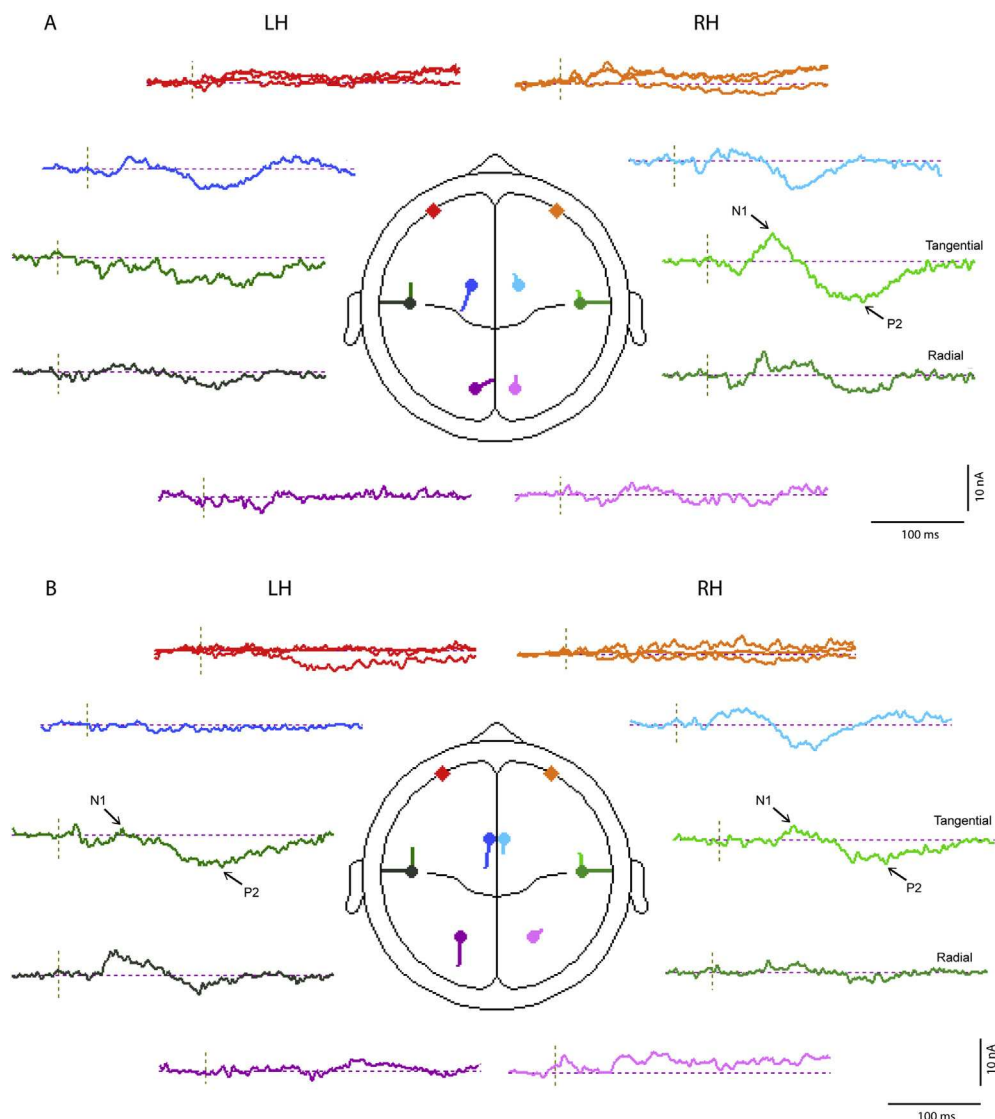 A
LH
RH
N1
Tangential
P2
Radial
10 nA
100 ms
B
LH
RH
N1
N1
Tangential
P2
P2
Radial
10 nA
100 ms